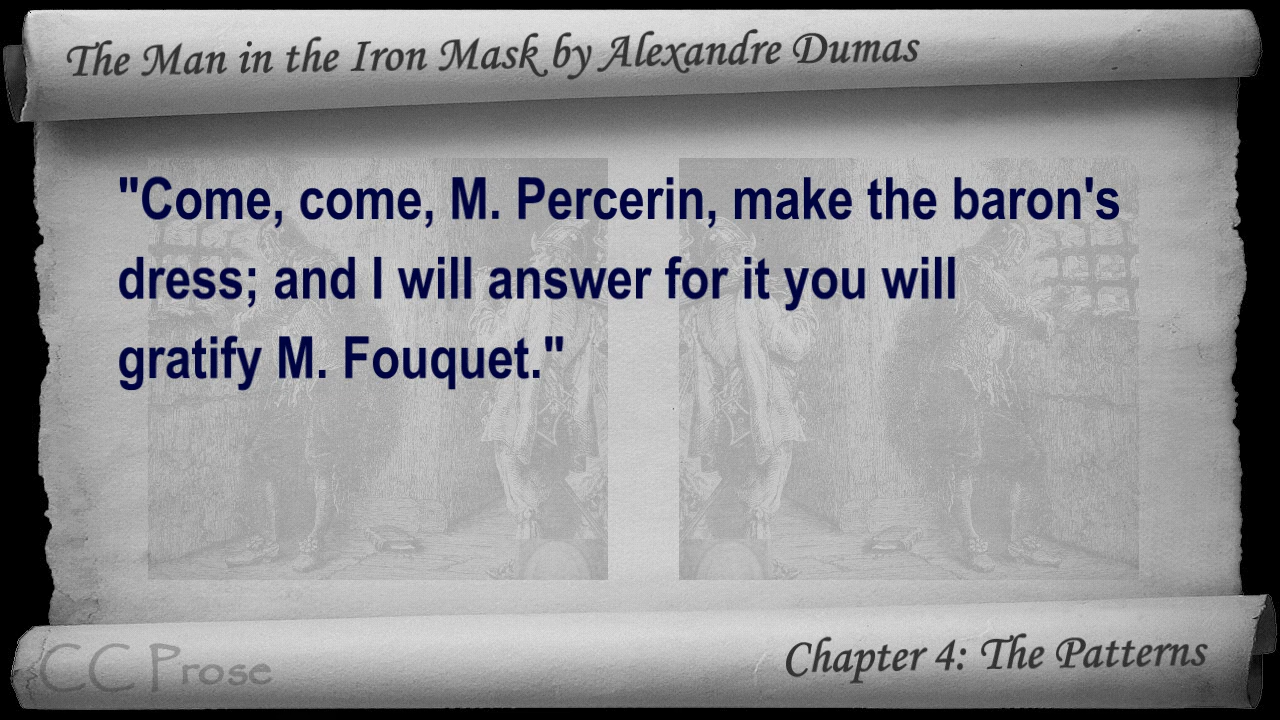 The Man in the Iron Mask by Alexandre Dumas
"Come, come, M. Percerin, make the baron's
dress; and I will answer for it you will
gratify M. Fouquet."
CC Prose
Chapter 4: The Patterns